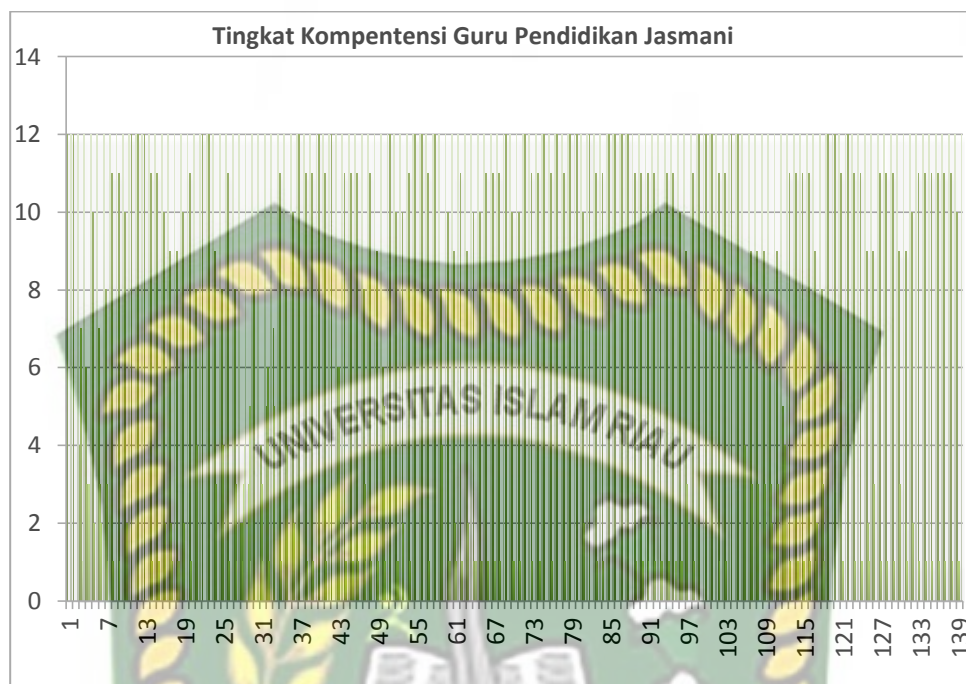 Tingkat Kompentensi Guru Pendidikan Jasmani
14
12
10
8
6
4
2
0
UNIVERSITAS ISLAM RIAU
1 7 13 19 25 31 37 43 49 55 61 67 73 79 85 91 97 103 109 115 121 127 133 139